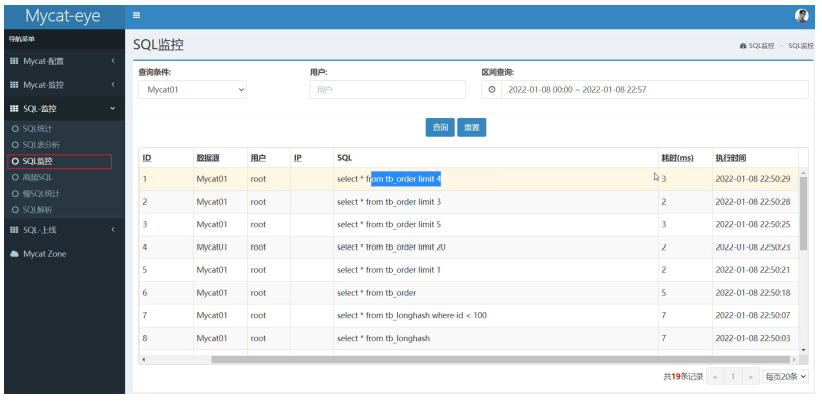 Mycat-eye
导航菜单
Mycat-配置
Mycat-监控
SQL-监控
SQL统计
SQL表分析
SQL监控
高频SQL
慢SQL统计
SQL解析
SQL-上线
Mycat Zone
SQL监控
SQL监控 > SQL监控
查询条件: 用户: 区间查询:
Mycat01 用户 2022-01-08 00:00 ~ 2022-01-08 22:57
查询 重置
ID 数据源 用户 IP SQL 耗时(ms) 执行时间
1 Mycat01 root select * from tb_order limit 4 3 2022-01-08 22:50:29
2 Mycat01 root select * from tb_order limit 3 2 2022-01-08 22:50:28
3 Mycat01 root select * from tb_order limit 5 3 2022-01-08 22:50:25
4 Mycat01 root select * from tb_order limit 20 2 2022-01-08 22:50:23
5 Mycat01 root select * from tb_order limit 1 2 2022-01-08 22:50:21
6 Mycat01 root select * from tb_order 5 2022-01-08 22:50:18
7 Mycat01 root select * from tb_longhash where id < 100 7 2022-01-08 22:50:07
8 Mycat01 root select * from tb_longhash 7 2022-01-08 22:50:03
共19条记录 « 1 » 每页20条